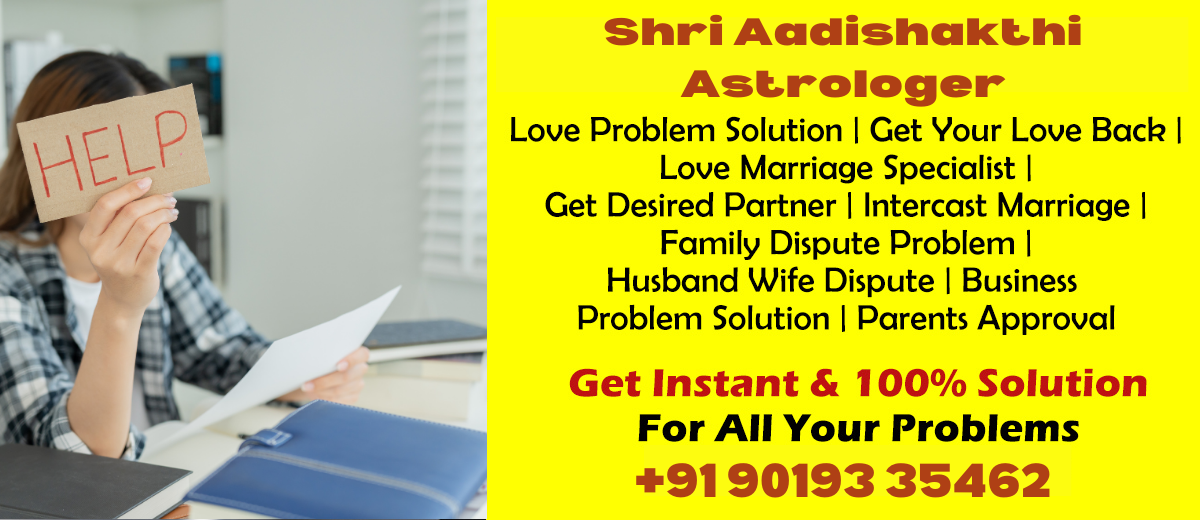 HELP
Shri Aadishakthi
Astrologer
Love Problem Solution | Get Your Love Back |
Love Marriage Specialist |
Get Desired Partner | Intercast Marriage |
Family Dispute Problem |
Husband Wife Dispute | Business
Problem Solution | Parents Approval
Get Instant & 100% Solution
For All Your Problems
+91 90193 35462